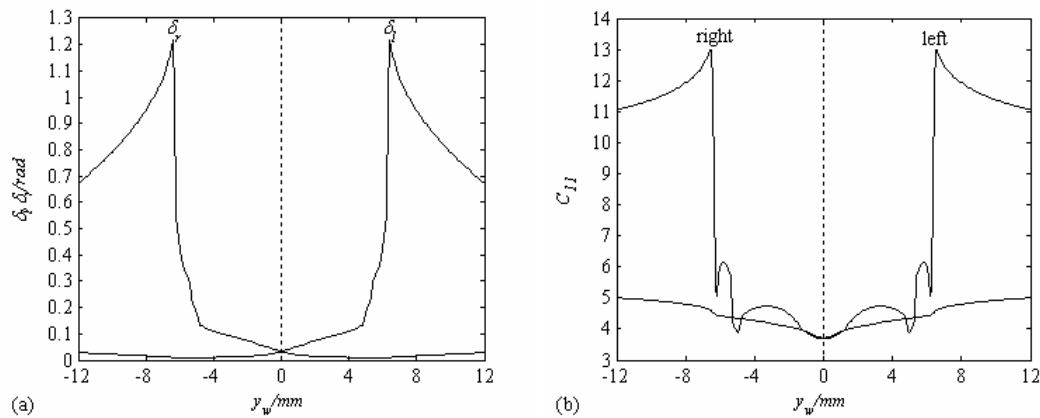 1.3
1.2
1.1
1
0.9
0.8
0.7
0.6
0.5
0.4
0.3
0.2
0.1
0
δl δr/rad
δr
δl
-12 -8 -4 0 4 8 12
yw/mm
(a)
14
13
12
11
10
9
8
7
6
5
4
3
C11
right
left
-12 -8 -4 0 4 8 12
yw/mm
(b)